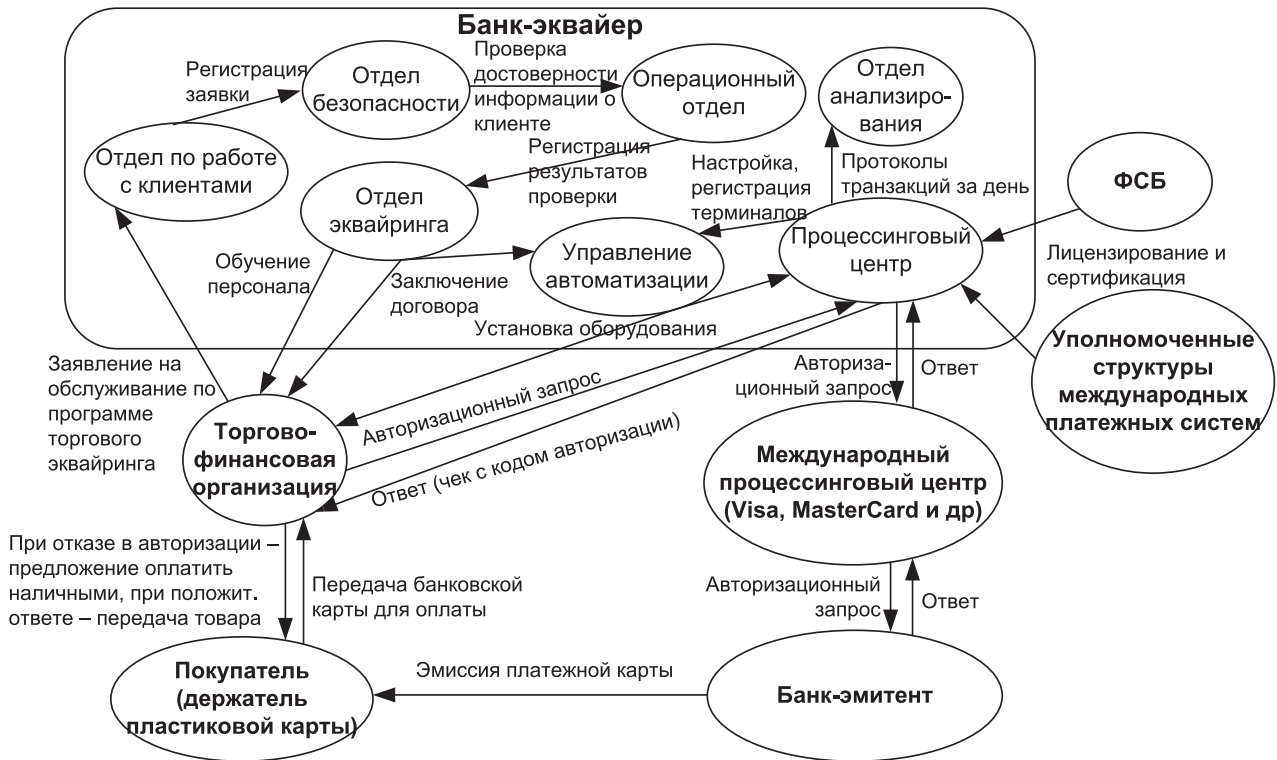 Банк-эквайер
Регистрация
заявки
Отдел
безопасности
Проверка
достоверности
информации о
клиенте
Операционный
отдел
Отдел
анализиро-
вания
Отдел по работе
с клиентами
Отдел
эквайринга
Регистрация
результатов
проверки
Настройка,
регистрация
терминалов
Протоколы
транзакций за день
ФСБ
Обучение
персонала
Заключение
договора
Управление
автоматизации
Процессинговый
центр
Лицензирование и
сертификация
Установка оборудования
Заявление на
обслуживание по
программе
торгового
эквайринга
Авториза-
ционный запрос
Ответ
Уполномоченные
структуры
международных
платежных систем
Торгово-
финансовая
организация
Авторизационный запрос
Ответ (чек с кодом авторизации)
Международный
процессинговый центр
(Visa, MasterCard и др)
При отказе в авторизации –
предложение оплатить
наличными, при положит.
ответе – передача товара
Передача банковской
карты для оплаты
Авторизационный
запрос
Ответ
Покупатель
(держатель
пластиковой карты)
Эмиссия платежной карты
Банк-эмитент